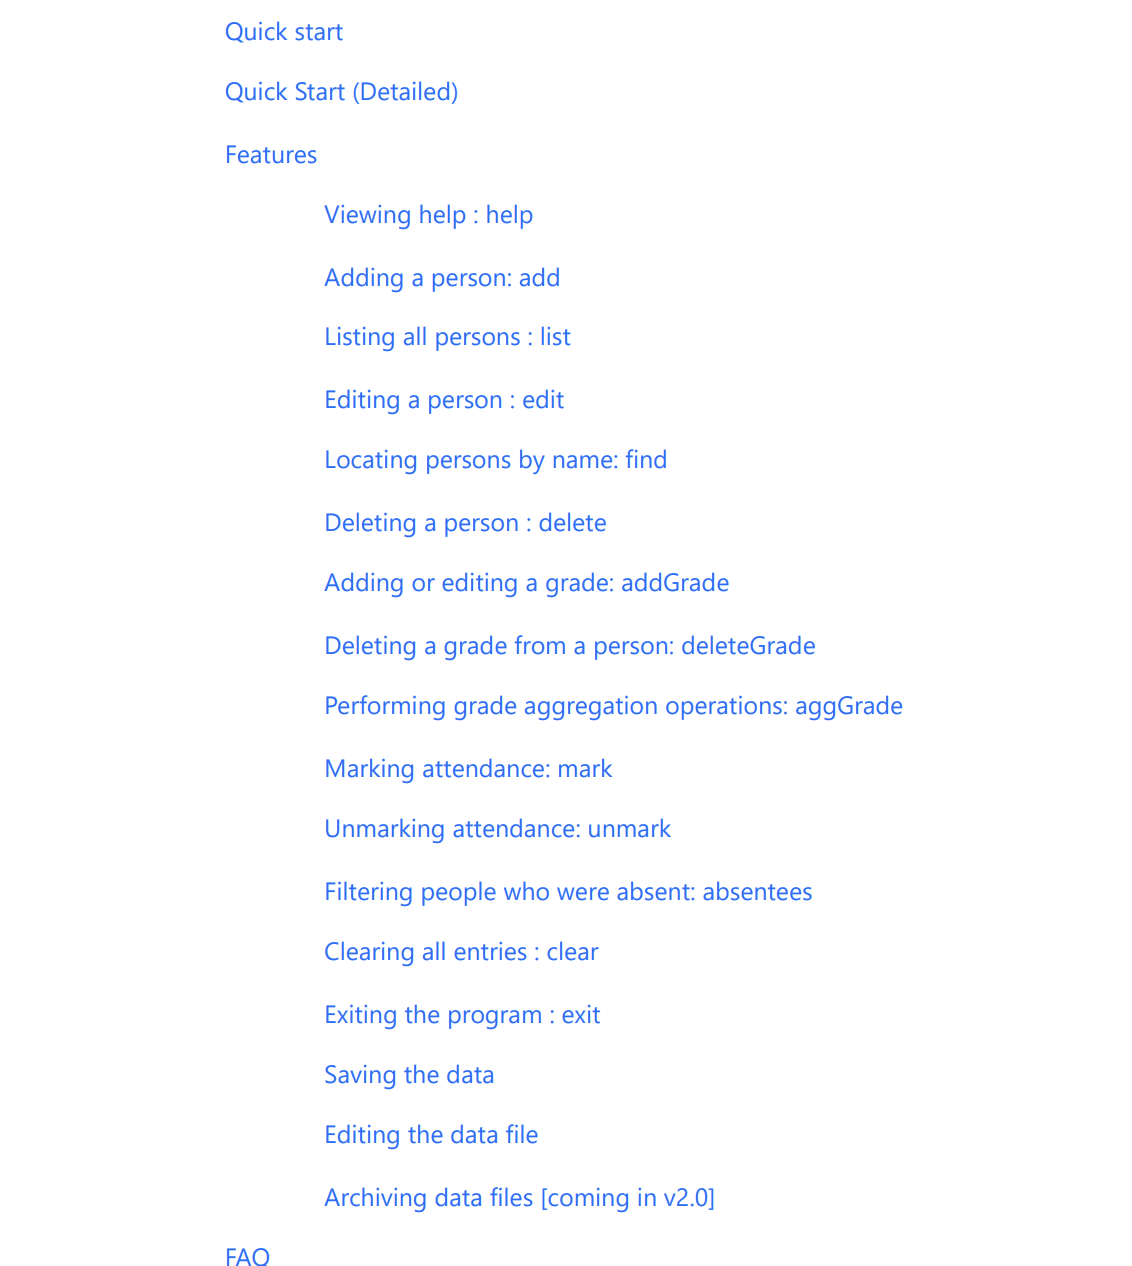 Quick start
Quick Start (Detailed)
Features
Viewing help : help
Adding a person: add
Listing all persons : list
Editing a person : edit
Locating persons by name: find
Deleting a person : delete
Adding or editing a grade: addGrade
Deleting a grade from a person: deleteGrade
Performing grade aggregation operations: aggGrade
Marking attendance: mark
Unmarking attendance: unmark
Filtering people who were absent: absentees
Clearing all entries : clear
Exiting the program : exit
Saving the data
Editing the data file
Archiving data files [coming in v2.0]
FAQ